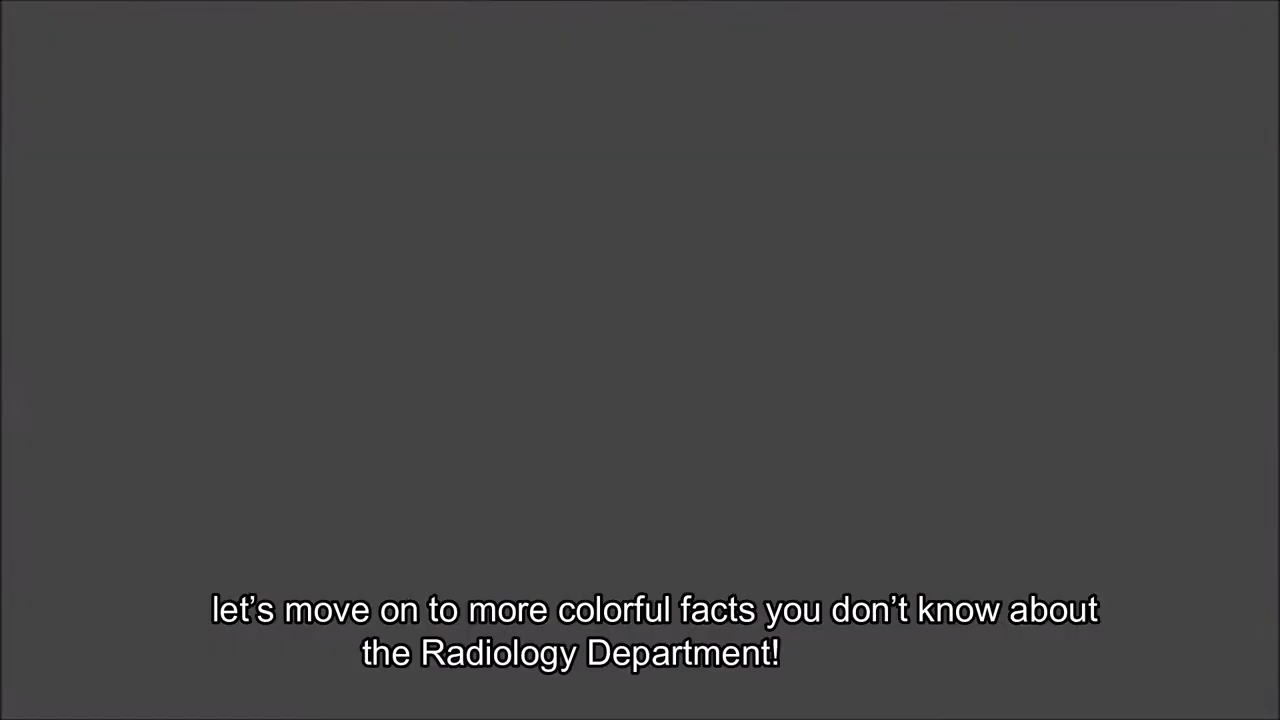 let’s move on to more colorful facts you don’t know about
the Radiology Department!